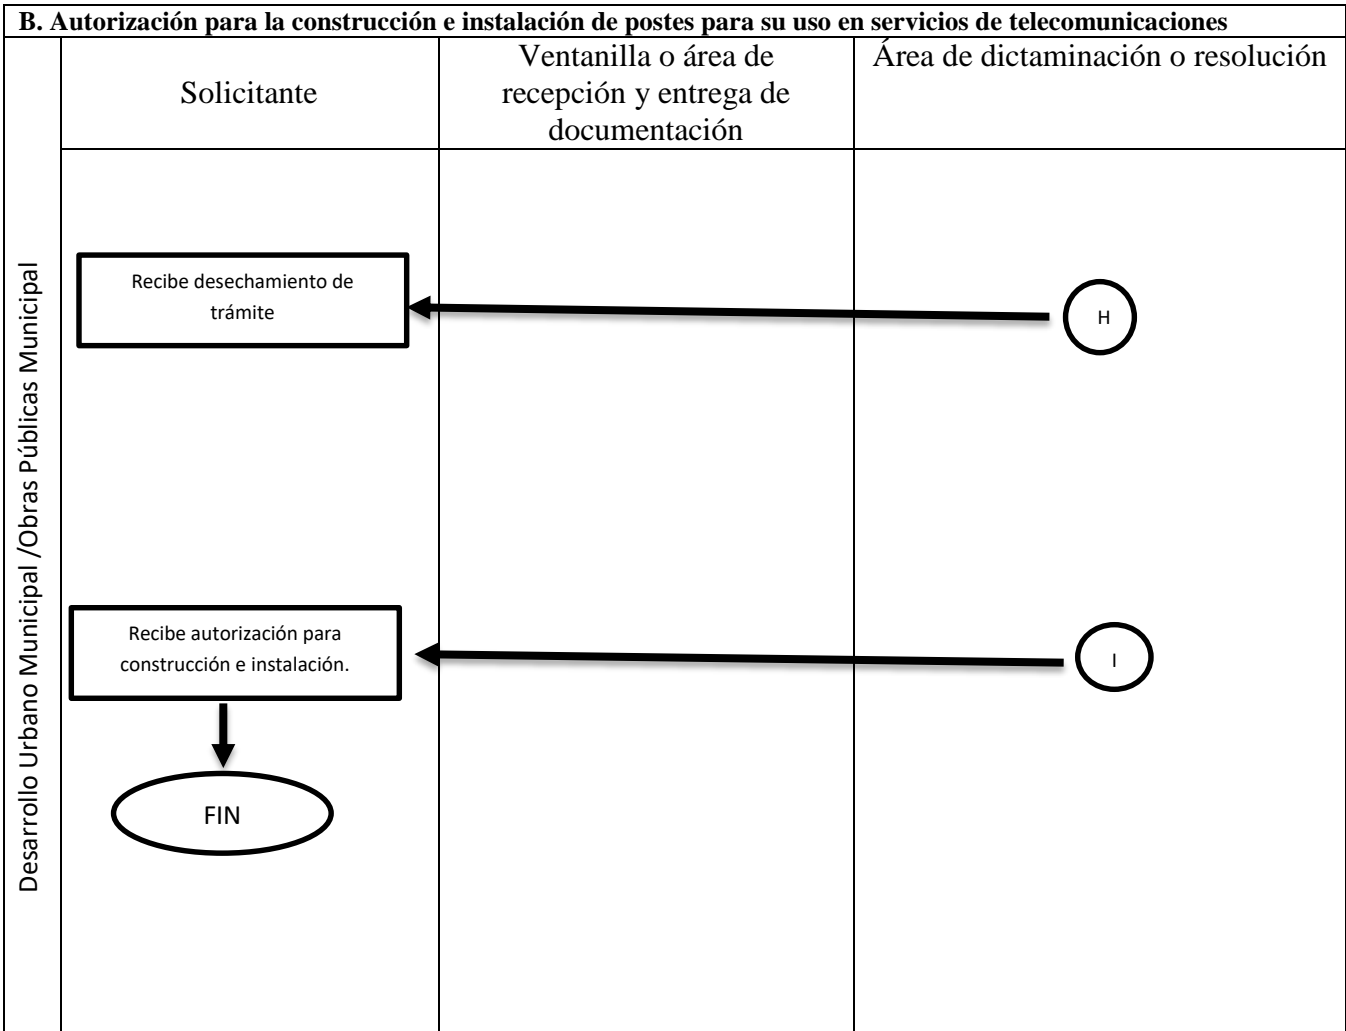 B. Autorización para la construcción e instalación de postes para su uso en servicios de telecomunicaciones
Desarrollo Urbano Municipal /Obras Públicas Municipal
Solicitante
Ventanilla o área de
recepción y entrega de
documentación
Área de dictaminación o resolución
Recibe desechamiento de
trámite
H
Recibe autorización para
construcción e instalación.
I
FIN